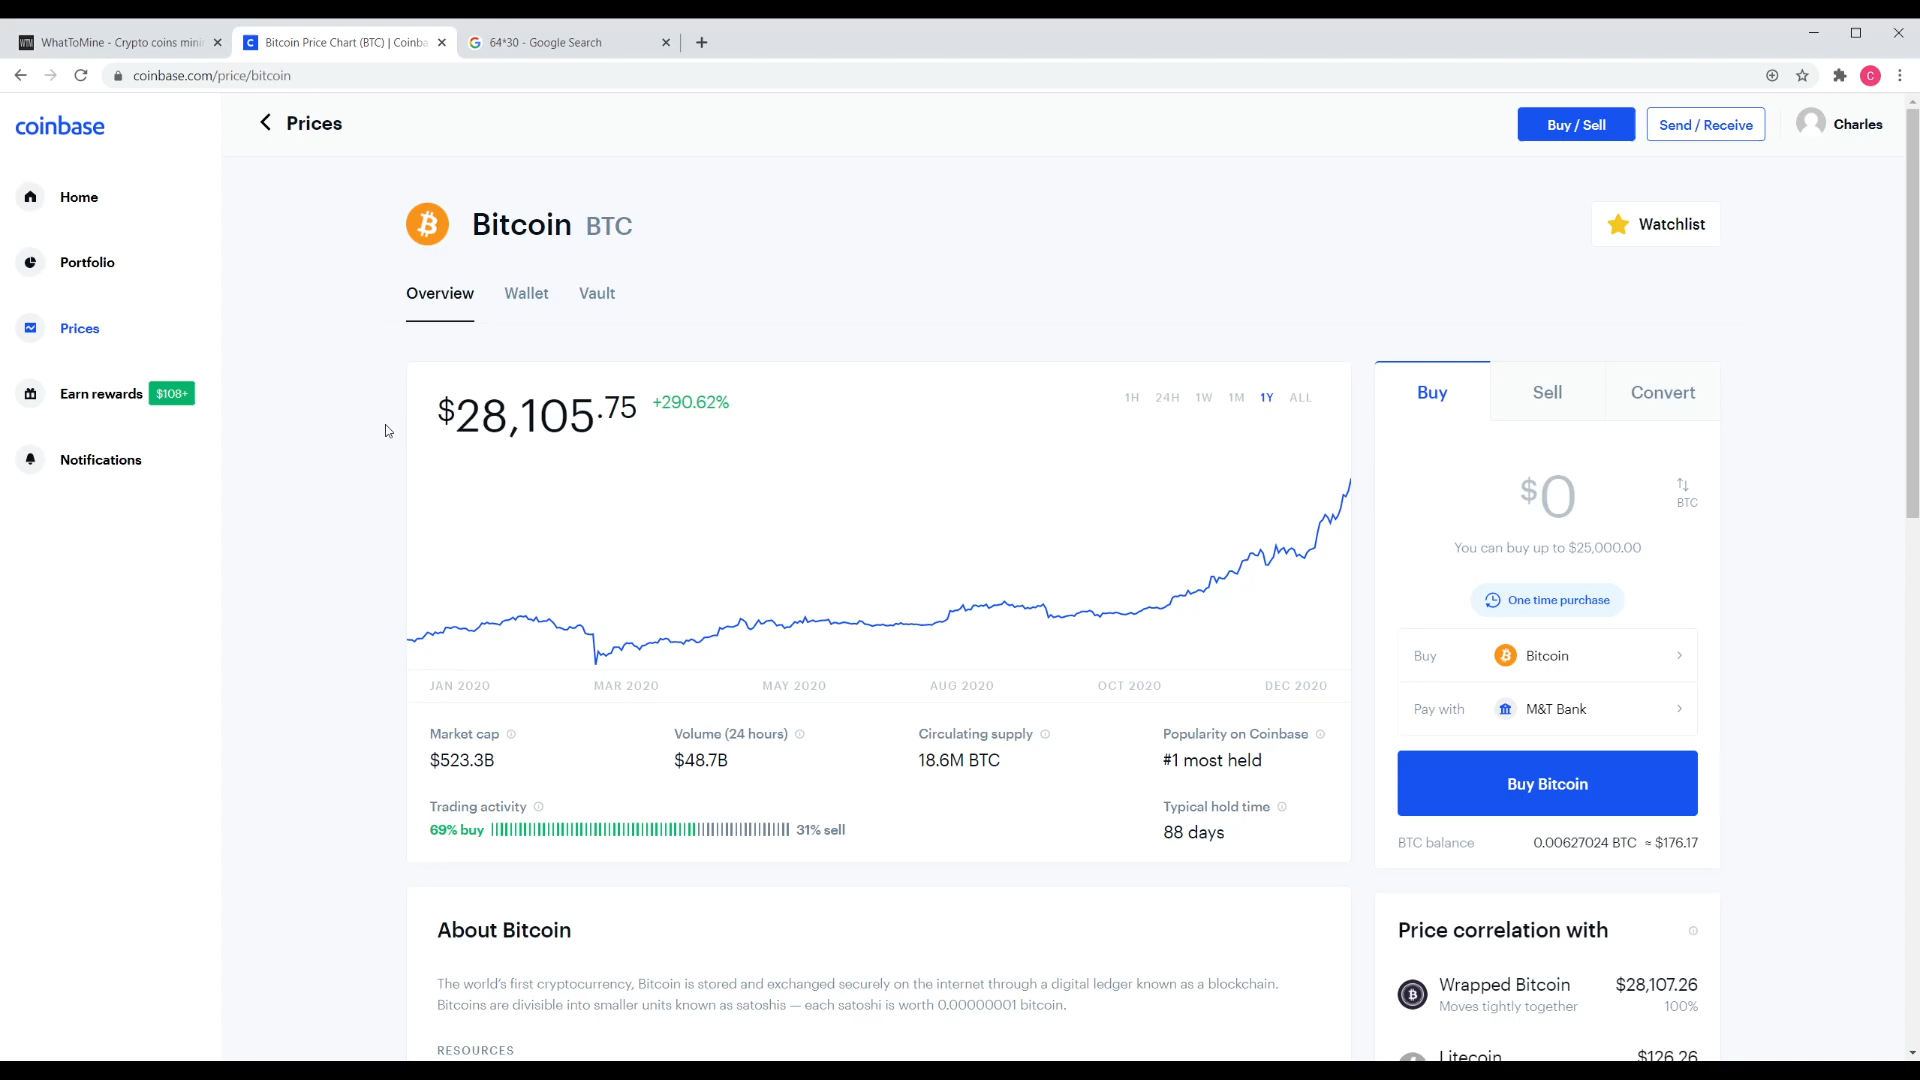 WhatToMine - Crypto coins mini
Bitcoin Price Chart (BTC) | Coinba
64*30 - Google Search
coinbase.com/price/bitcoin
C
coinbase
Prices
Buy / Sell
Send / Receive
Charles
Home
Portfolio
Prices
Earn rewards $108+
Notifications
Bitcoin BTC
Watchlist
Overview Wallet Vault
$28,105.75 +290.62%
1H 24H 1W 1M 1Y ALL
JAN 2020 MAR 2020 MAY 2020 AUG 2020 OCT 2020 DEC 2020
Market cap Volume (24 hours) Circulating supply Popularity on Coinbase
$523.3B $48.7B 18.6M BTC #1 most held
Trading activity Typical hold time
69% buy 31% sell
88 days
Buy Sell Convert
$0
BTC
You can buy up to $25,000.00
One time purchase
Buy Bitcoin
Pay with M&T Bank
Buy Bitcoin
BTC balance 0.00627024 BTC ≈ $176.17
About Bitcoin
The world's first cryptocurrency, Bitcoin is stored and exchanged securely on the internet through a digital ledger known as a blockchain.
Bitcoins are divisible into smaller units known as satoshis — each satoshi is worth 0.00000001 bitcoin.
RESOURCES
Price correlation with
Wrapped Bitcoin $28,107.26
Moves tightly together 100%
Litecoin $126.26